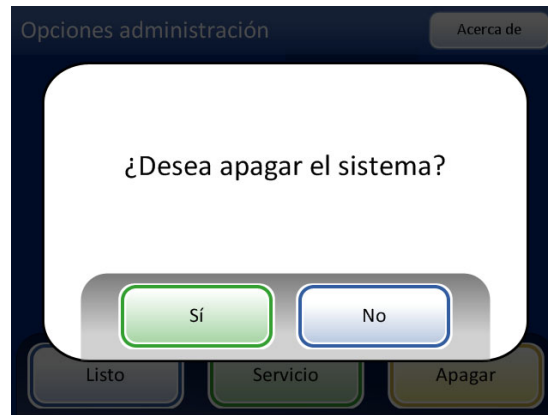 Opciones administración
Acerca de
¿Desea apagar el sistema?
Sí
No
Listo
Servicio
Apagar